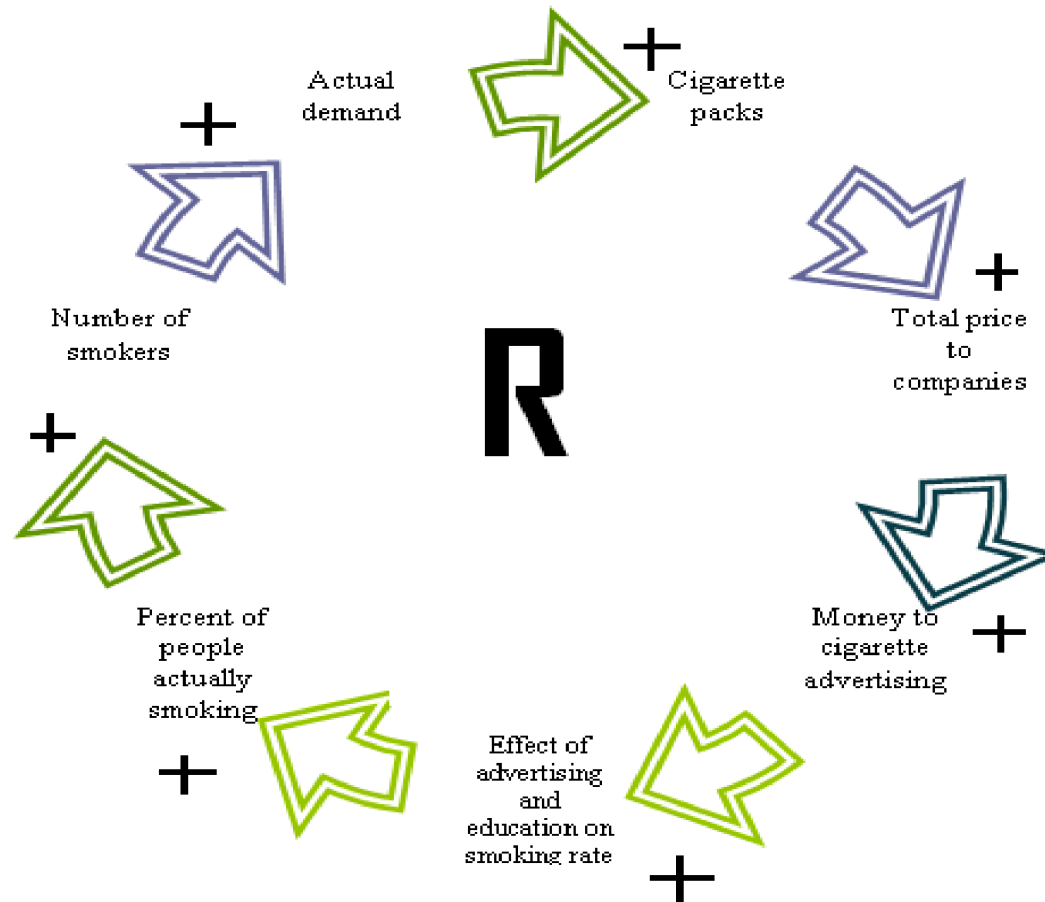 Actual
demand
+
Cigarette
packs
+
Total price
to
companies
+
Money to
cigarette
advertising
+
Effect of
advertising
and
education on
smoking rate
+
Percent of
people
actually
smoking
+
Number of
smokers
+
+
R